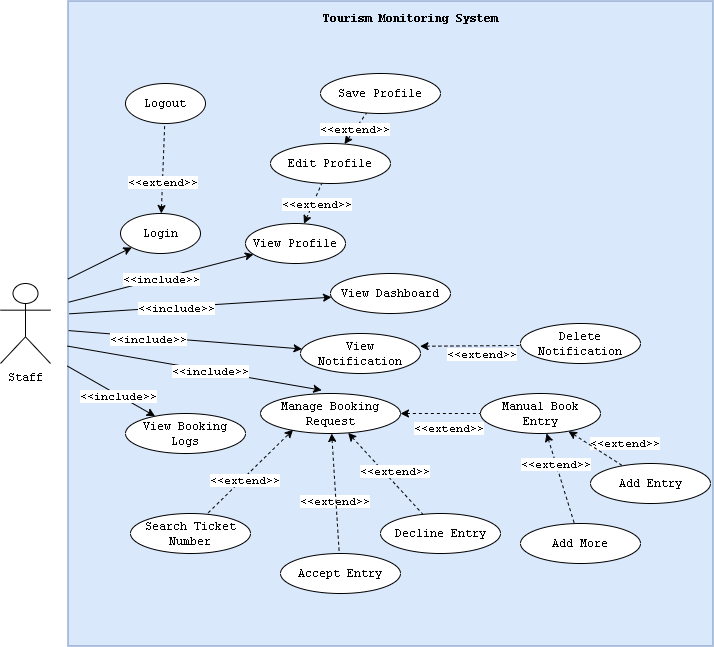 Tourism Monitoring System
Save Profile
Logout
<<extend>>
Edit Profile
<<extend>>
<<extend>>
Login
View Profile
<<include>>
View Dashboard
<<include>>
<<include>>
View
Notification
Delete
Notification
<<extend>>
Staff
<<include>>
<<include>>
Manage Booking
Request
Manual Book
Entry
<<extend>>
View Booking
Logs
<<extend>>
<<extend>>
<<extend>>
<<extend>>
Add Entry
<<extend>>
Search Ticket
Number
Decline Entry
Add More
Accept Entry